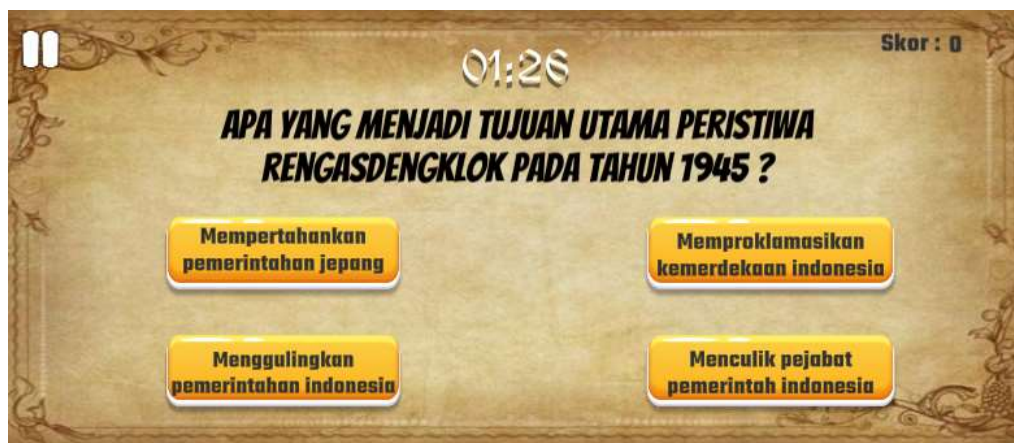 Skor : 0
01:26
APA YANG MENJADI TUJUAN UTAMA PERISTIWA
RENGASDENGKLOK PADA TAHUN 1945 ?
Mempertahankan
pemerintahan jepang
Memproklamasikan
kemerdekaan indonesia
Menggulingkan
pemerintahan indonesia
Menculik pejabat
pemerintah indonesia